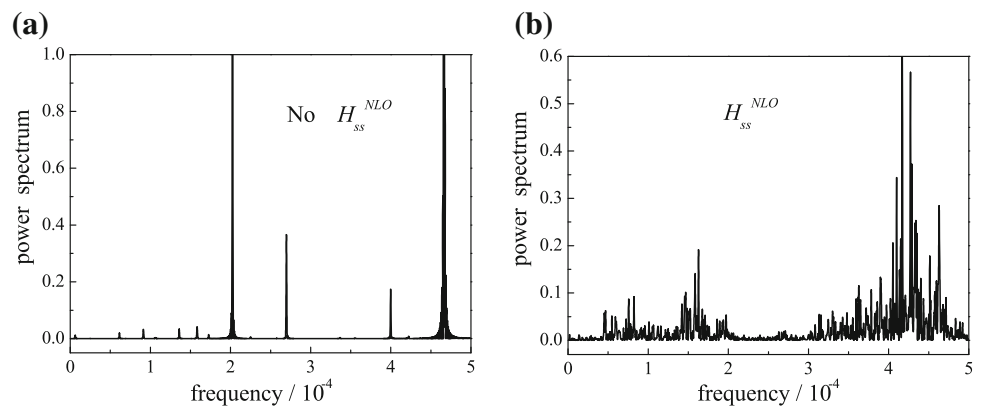 (a)
1.0
0.8
0.6
0.4
0.2
0.0
power spectrum
No H_ss^NLO
0 1 2 3 4 5
frequency / 10^-4
(b)
0.6
0.5
0.4
0.3
0.2
0.1
0.0
power spectrum
H_ss^NLO
0 1 2 3 4 5
frequency / 10^-4